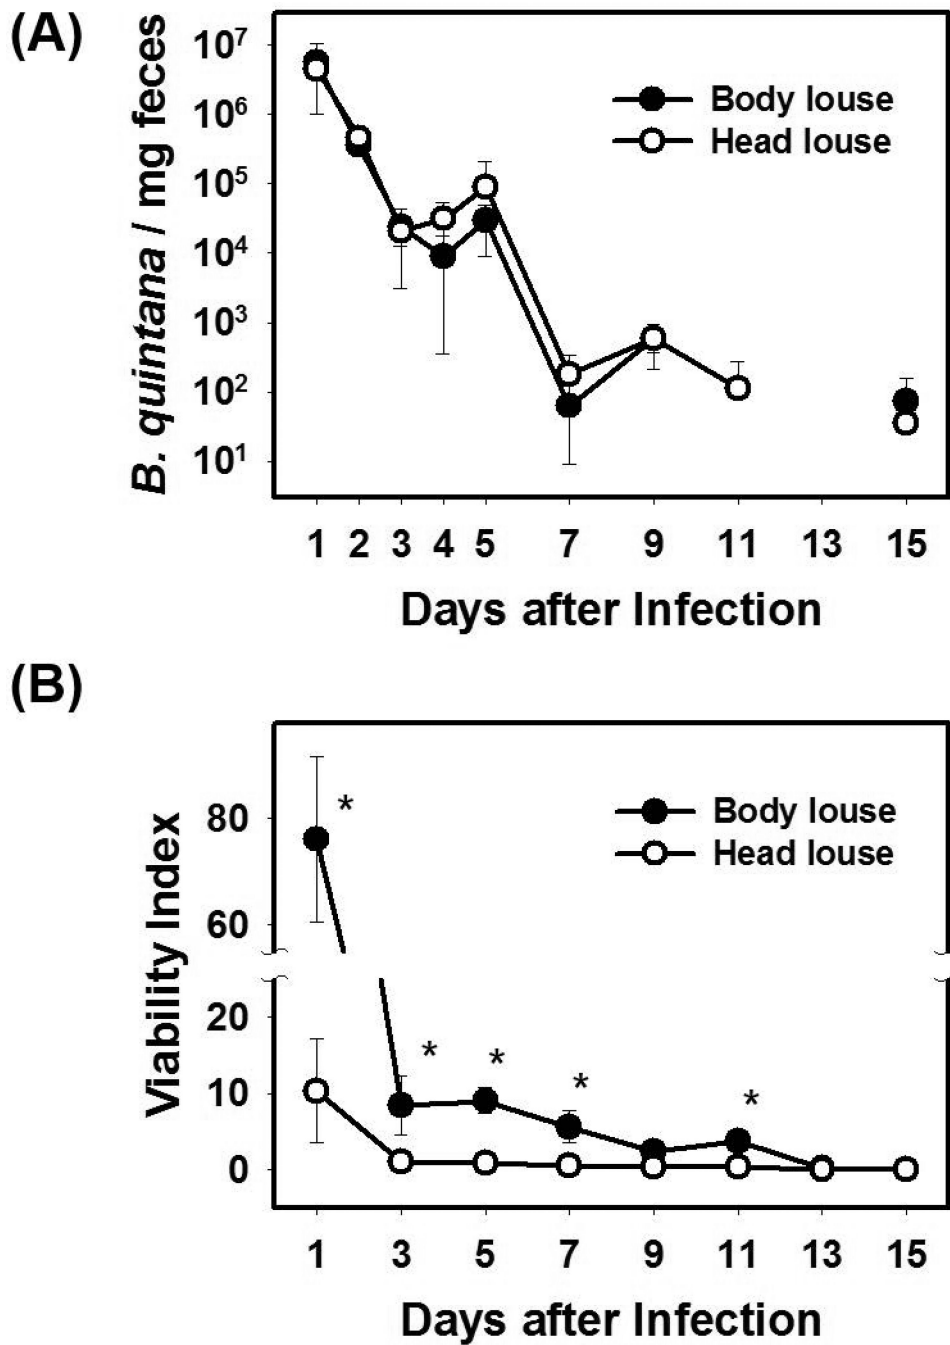 (A)
B. quintana / mg feces
10⁷
10⁶
10⁵
10⁴
10³
10²
10¹
Body louse
Head louse
1 2 3 4 5 7 9 11 13 15
Days after Infection
(B)
Viability Index
80
60
20
10
0
Body louse
Head louse
*
*
*
*
*
1 3 5 7 9 11 13 15
Days after Infection